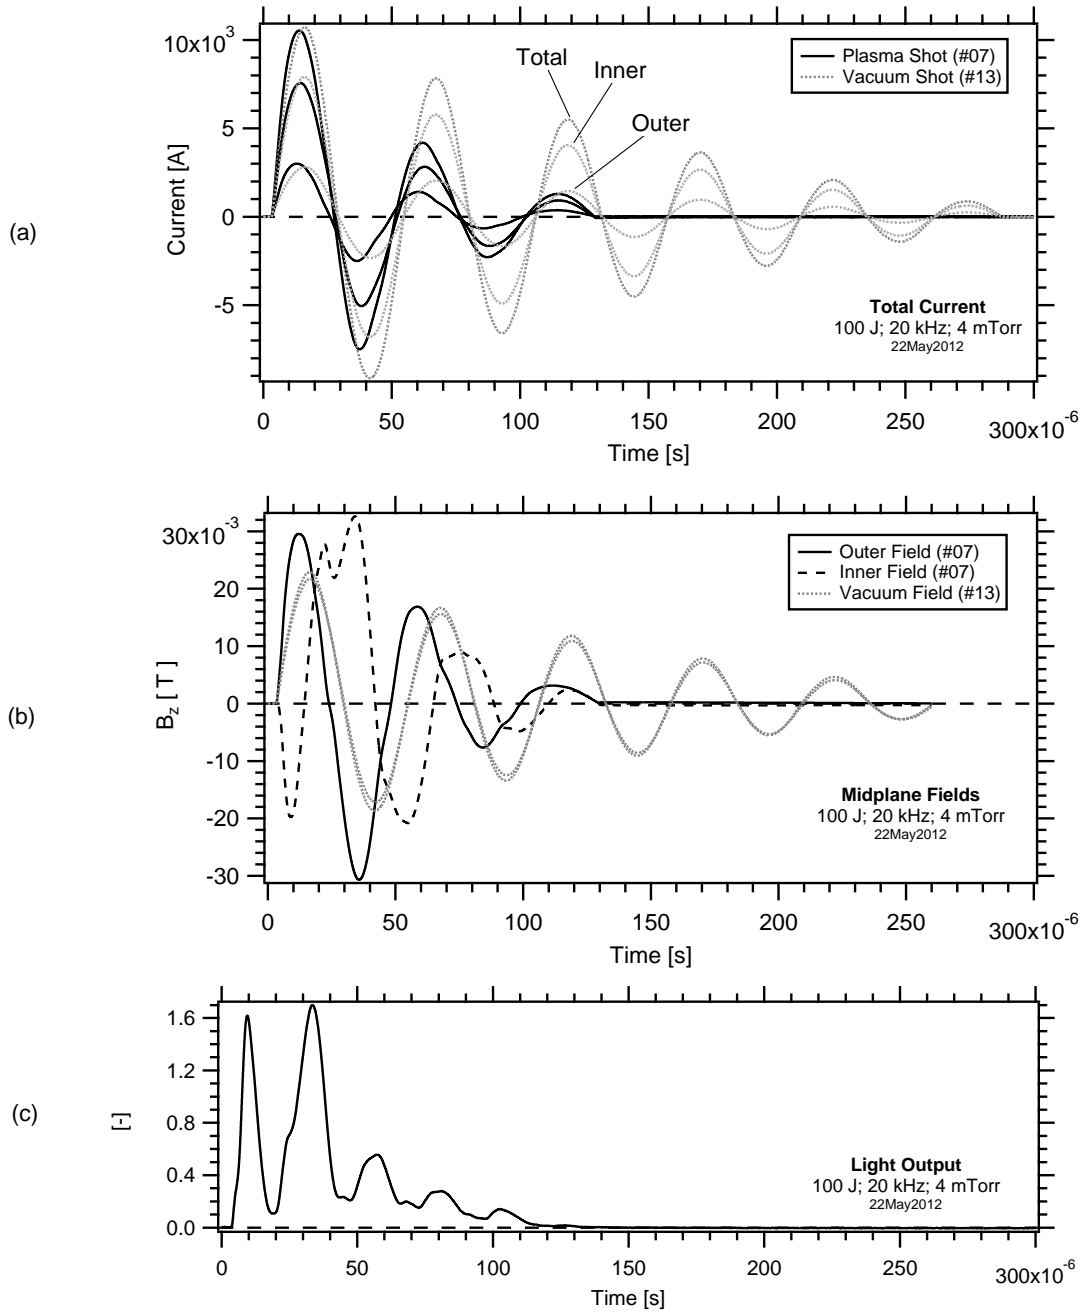 (a)
10x10³
5
0
-5
Current [A]
Total
Inner
Outer
Plasma Shot (#07)
Vacuum Shot (#13)
Total Current
100 J; 20 kHz; 4 mTorr
22May2012
0 50 100 150 200 250 300x10⁻⁶
Time [s]
(b)
30x10⁻³
20
10
0
-10
-20
-30
B_z [ T ]
Outer Field (#07)
Inner Field (#07)
Vacuum Field (#13)
Midplane Fields
100 J; 20 kHz; 4 mTorr
22May2012
0 50 100 150 200 250 300x10⁻⁶
Time [s]
(c)
1.6
1.2
0.8
0.4
0.0
[-]
Light Output
100 J; 20 kHz; 4 mTorr
22May2012
0 50 100 150 200 250 300x10⁻⁶
Time [s]